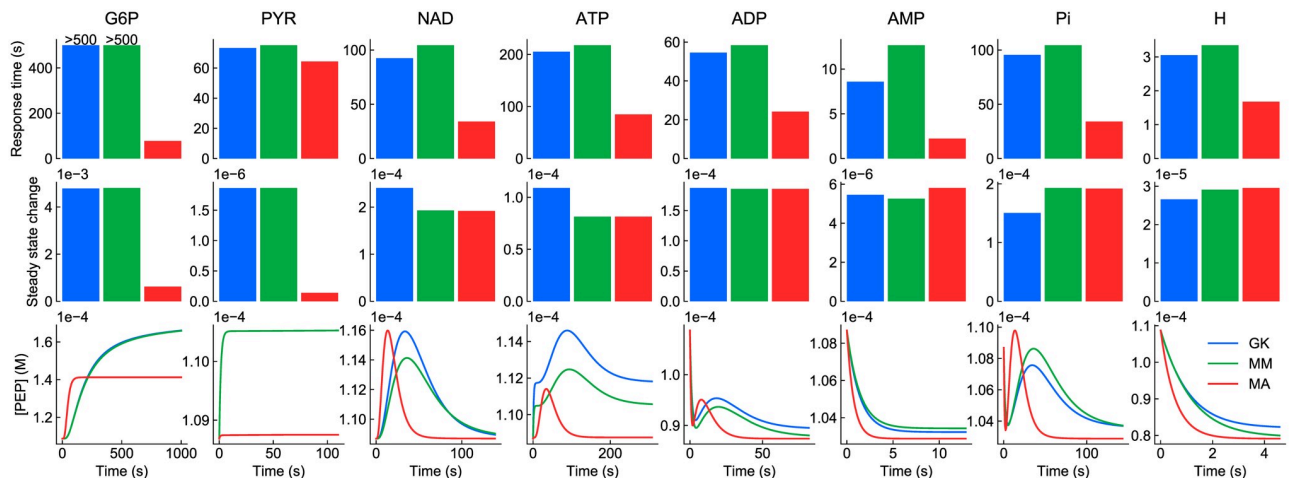 G6P PYR NAD ATP ADP AMP Pi H
Response time (s)
>500 >500
400 200 0
60 40 20 0
100 50 0
200 100 0
60 40 20 0
10 5 0
100 50 0
3 2 1 0
Steady state change
1e−3 1e−6 1e−4 1e−4 1e−4 1e−6 1e−4 1e−5
4 2 0
1.5 1.0 0.5 0.0
2 1 0
1.0 0.5 0.0
1.5 1.0 0.5 0.0
6 4 2 0
2 1 0
3 2 1 0
[PEP] (M)
1e−4 1e−4 1e−4 1e−4 1e−4 1e−4 1e−4 1e−4
1.6 1.4 1.2
1.10 1.09
1.16 1.14 1.12 1.10
1.14 1.12 1.10
1.0 0.9
1.08 1.06 1.04
1.10 1.08 1.06 1.04
1.1 1.0 0.9 0.8
GK
MM
MA
0 500 1000 0 50 100 0 100 0 200 0 50 0 5 10 0 100 0 2 4
Time (s) Time (s) Time (s) Time (s) Time (s) Time (s) Time (s) Time (s)